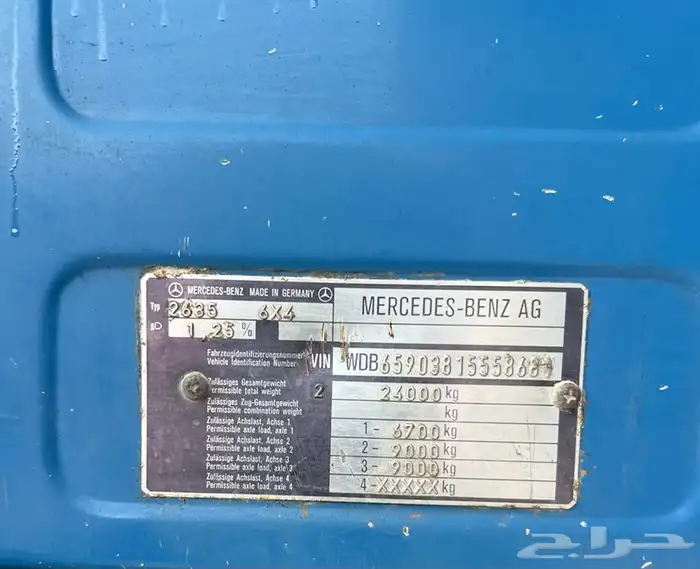 MERCEDES-BENZ MADE IN GERMANY
MERCEDES-BENZ AG
Typ 2635 6X4
1,25%
Fahrzeugidentifizierungsnummer
Vehicle Identification Number
VIN
Zulässiges Gesamtgewicht
Permissible total weight
2
24000 kg
Zulässiges Zug-Gesamtgewicht
Permissible combination weight
kg
Zulässige Achslast, Achse 1
Permissible axle load, axle 1
1- 6700 kg
Zulässige Achslast, Achse 2
Permissible axle load, axle 2
2- 9000 kg
Zulässige Achslast, Achse 3
Permissible axle load, axle 3
3- 9000 kg
Zulässige Achslast, Achse 4
Permissible axle load, axle 4
4-XXXXX kg
حراج